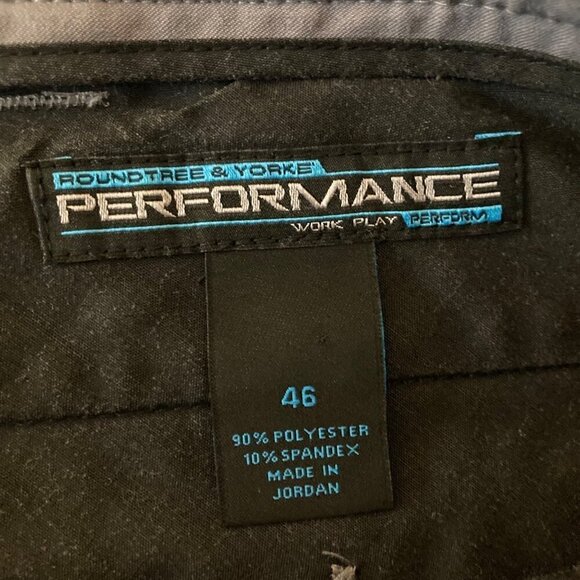 ROUNDTREE & YORKE
PERFORMANCE
WORK PLAY PERFORM
46
90% POLYESTER
10% SPANDEX
MADE IN
JORDAN